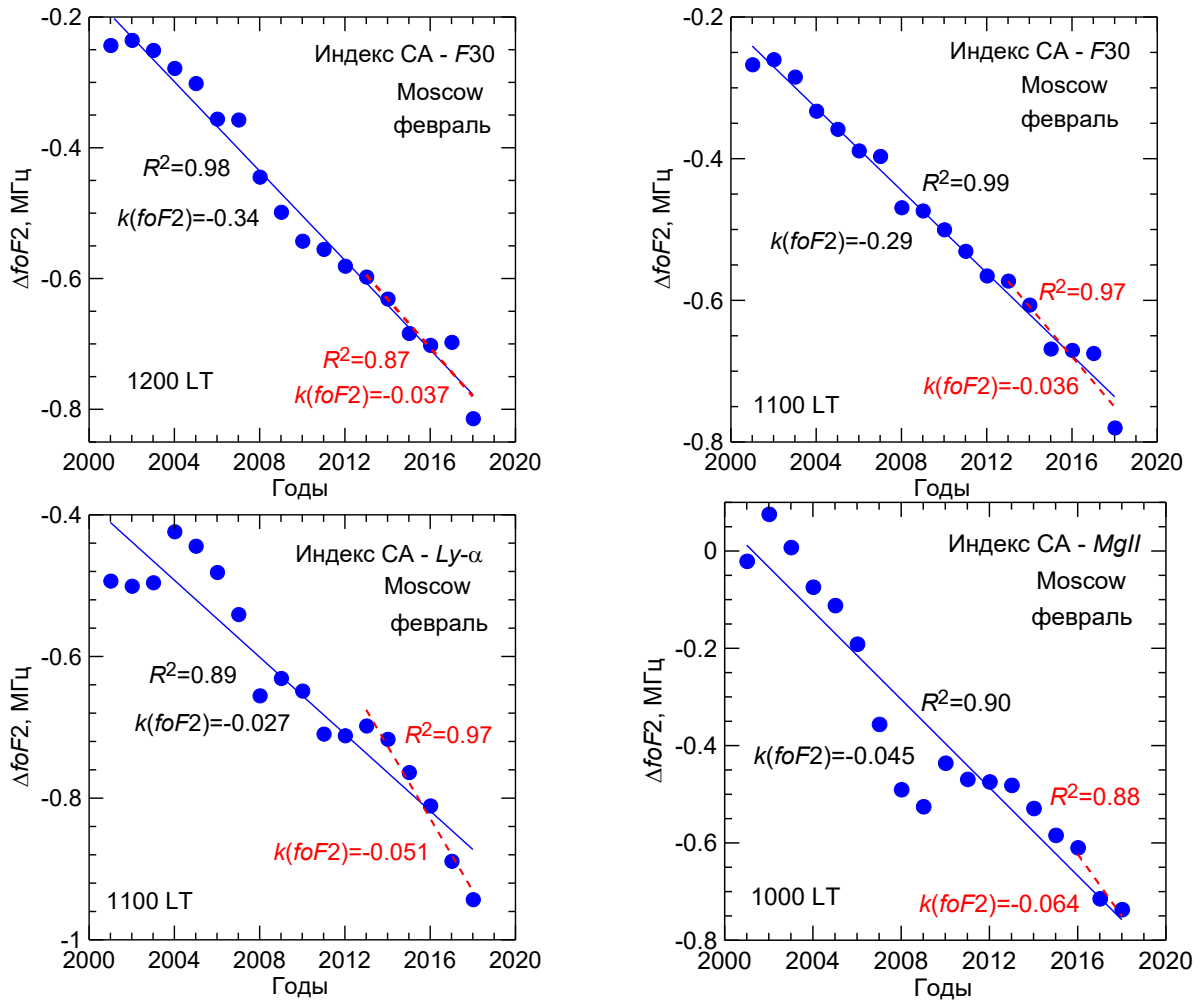 -0.2
-0.4
-0.6
-0.8
ΔfoF2, МГц
Индекс СА - F30
Moscow
февраль
R²=0.98
k(foF2)=-0.34
R²=0.87
k(foF2)=-0.037
1200 LT
2000 2004 2008 2012 2016 2020
Годы
-0.2
-0.4
-0.6
-0.8
ΔfoF2, МГц
Индекс СА - F30
Moscow
февраль
R²=0.99
k(foF2)=-0.29
R²=0.97
k(foF2)=-0.036
1100 LT
2000 2004 2008 2012 2016 2020
Годы
-0.4
-0.6
-0.8
-1
ΔfoF2, МГц
Индекс СА - Ly-α
Moscow
февраль
R²=0.89
k(foF2)=-0.027
R²=0.97
k(foF2)=-0.051
1100 LT
2000 2004 2008 2012 2016 2020
Годы
0
-0.2
-0.4
-0.6
-0.8
ΔfoF2, МГц
Индекс СА - MgII
Moscow
февраль
R²=0.90
k(foF2)=-0.045
R²=0.88
k(foF2)=-0.064
1000 LT
2000 2004 2008 2012 2016 2020
Годы